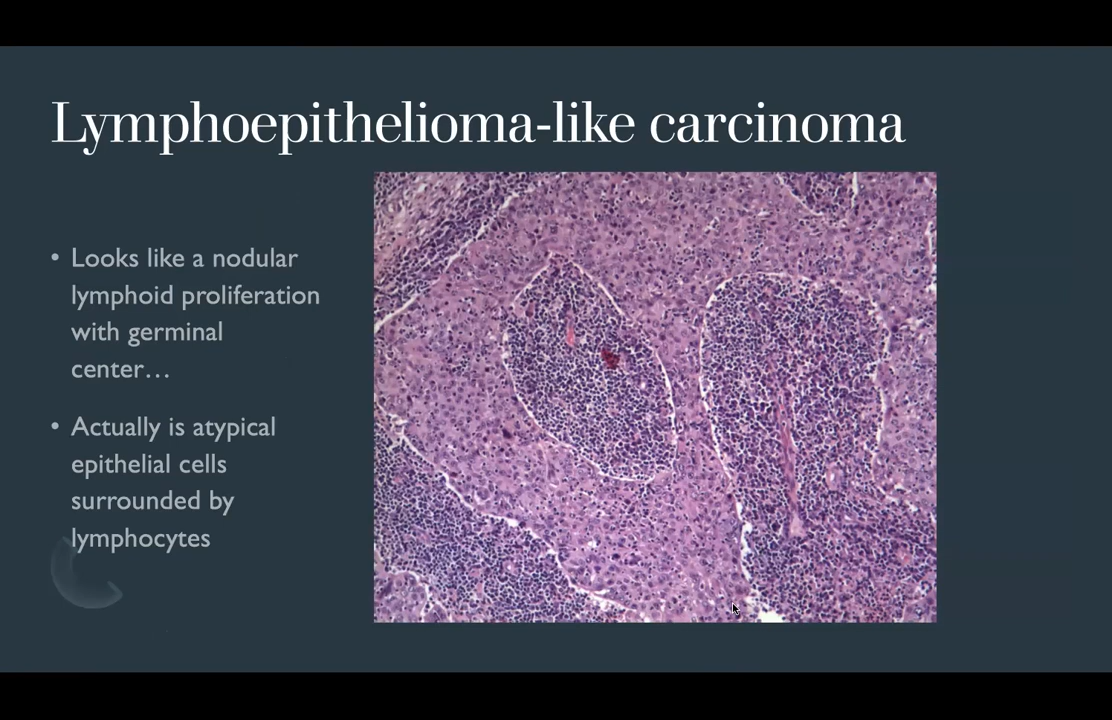 Lymphoepithelioma-like carcinoma
• Looks like a nodular
lymphoid proliferation
with germinal
center…
• Actually is atypical
epithelial cells
surrounded by
lymphocytes